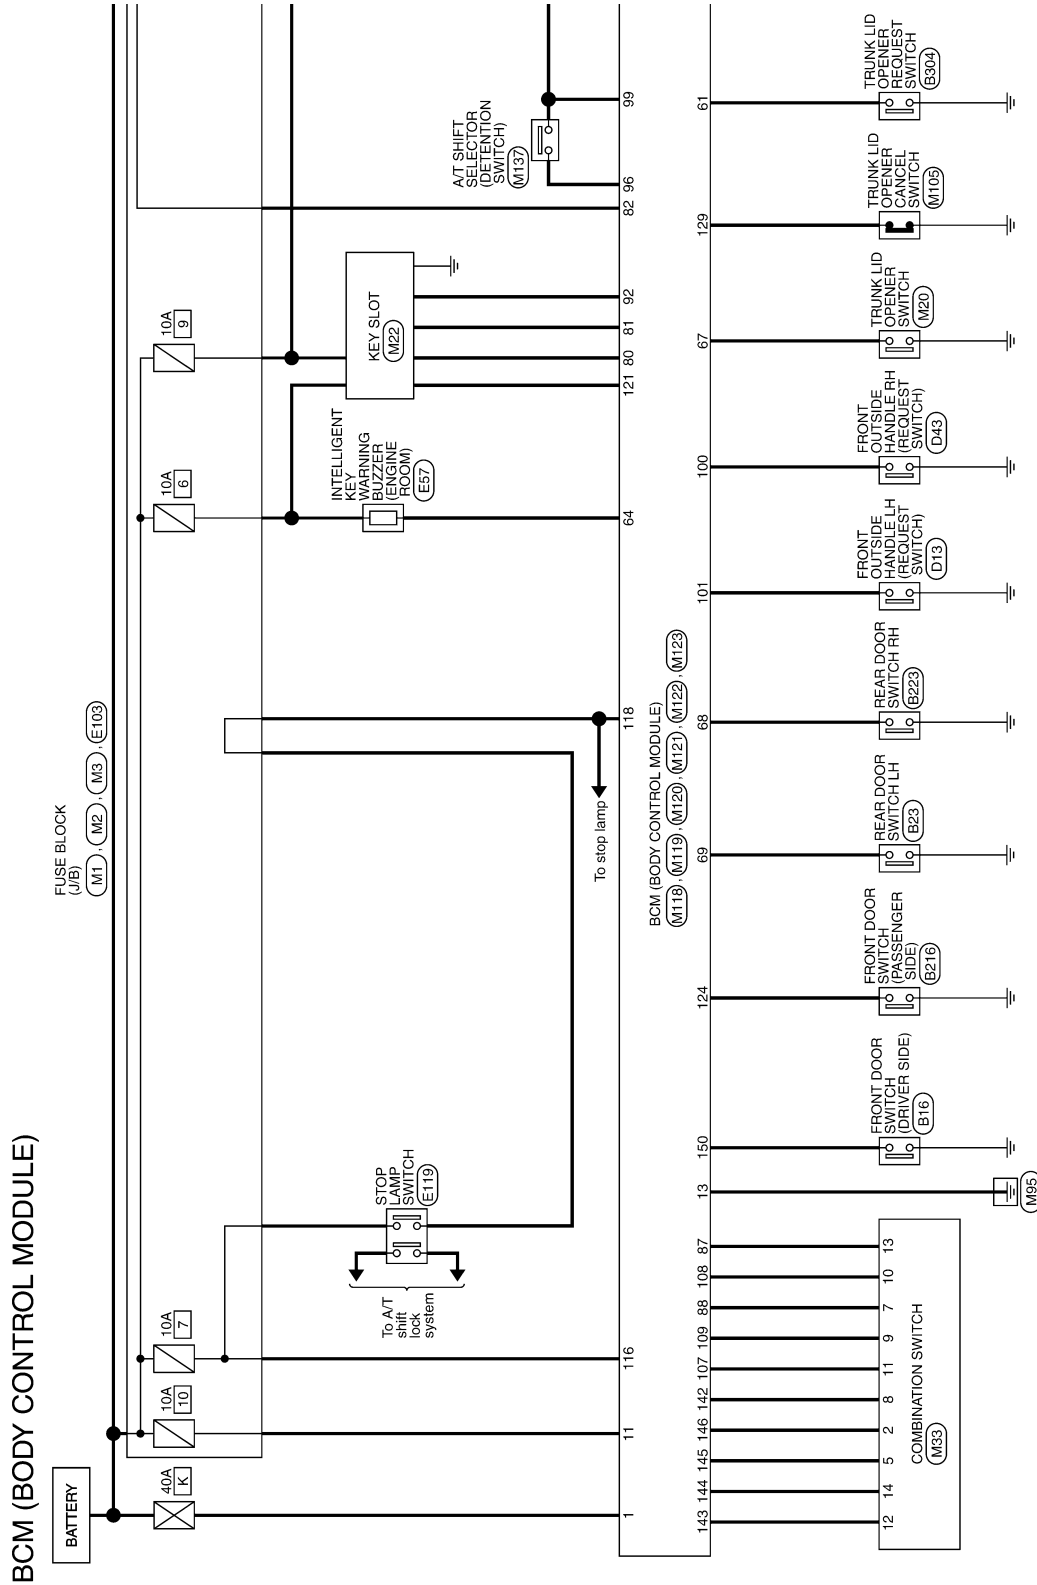 BCM (BODY CONTROL MODULE)
BATTERY
FUSE BLOCK
(J/B)
M1 , M2 , M3 , E103
40A
K
10A
10
10A
7
10A
6
10A
9
To A/T
shift
lock
system
STOP
LAMP
SWITCH
E119
To stop lamp
INTELLIGENT
KEY
WARNING
BUZZER
(ENGINE
ROOM)
E57
KEY SLOT
M22
A/T SHIFT
SELECTOR
(DETENTION
SWITCH)
M137
1
11
116
118
64
121
80
81
92
82
96
99
BCM (BODY CONTROL MODULE)
M118 , M119 , M120 , M121 , M122 , M123
143
144
145
146
142
107
109
88
108
87
13
150
124
69
68
101
100
67
129
61
12
14
5
2
8
11
9
7
10
13
COMBINATION SWITCH
M33
M95
FRONT DOOR
SWITCH
(DRIVER SIDE)
B16
FRONT DOOR
SWITCH
(PASSENGER
SIDE)
B216
REAR DOOR
SWITCH LH
B23
REAR DOOR
SWITCH RH
B223
FRONT
OUTSIDE
HANDLE LH
(REQUEST
SWITCH)
D13
FRONT
OUTSIDE
HANDLE RH
(REQUEST
SWITCH)
D43
TRUNK LID
OPENER
SWITCH
M20
TRUNK LID
OPENER
CANCEL
SWITCH
M105
TRUNK LID
OPENER
REQUEST
SWITCH
B304